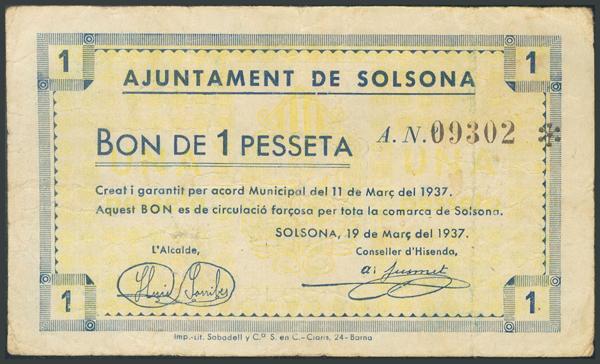 1 1
AJUNTAMENT DE SOLSONA
BON DE 1 PESSETA A.N. 09302 *
Creat i garantit per acord Municipal del 11 de Març del 1937.
Aquest BON es de circulació forçosa per tota la comarca de Solsona.
SOLSONA, 19 de Març del 1937.
L'Alcalde, Conseller d'Hisenda,
1 1
Imp.-Lit. Sabadell y C.ª S. en C.-Claris, 24-Barna